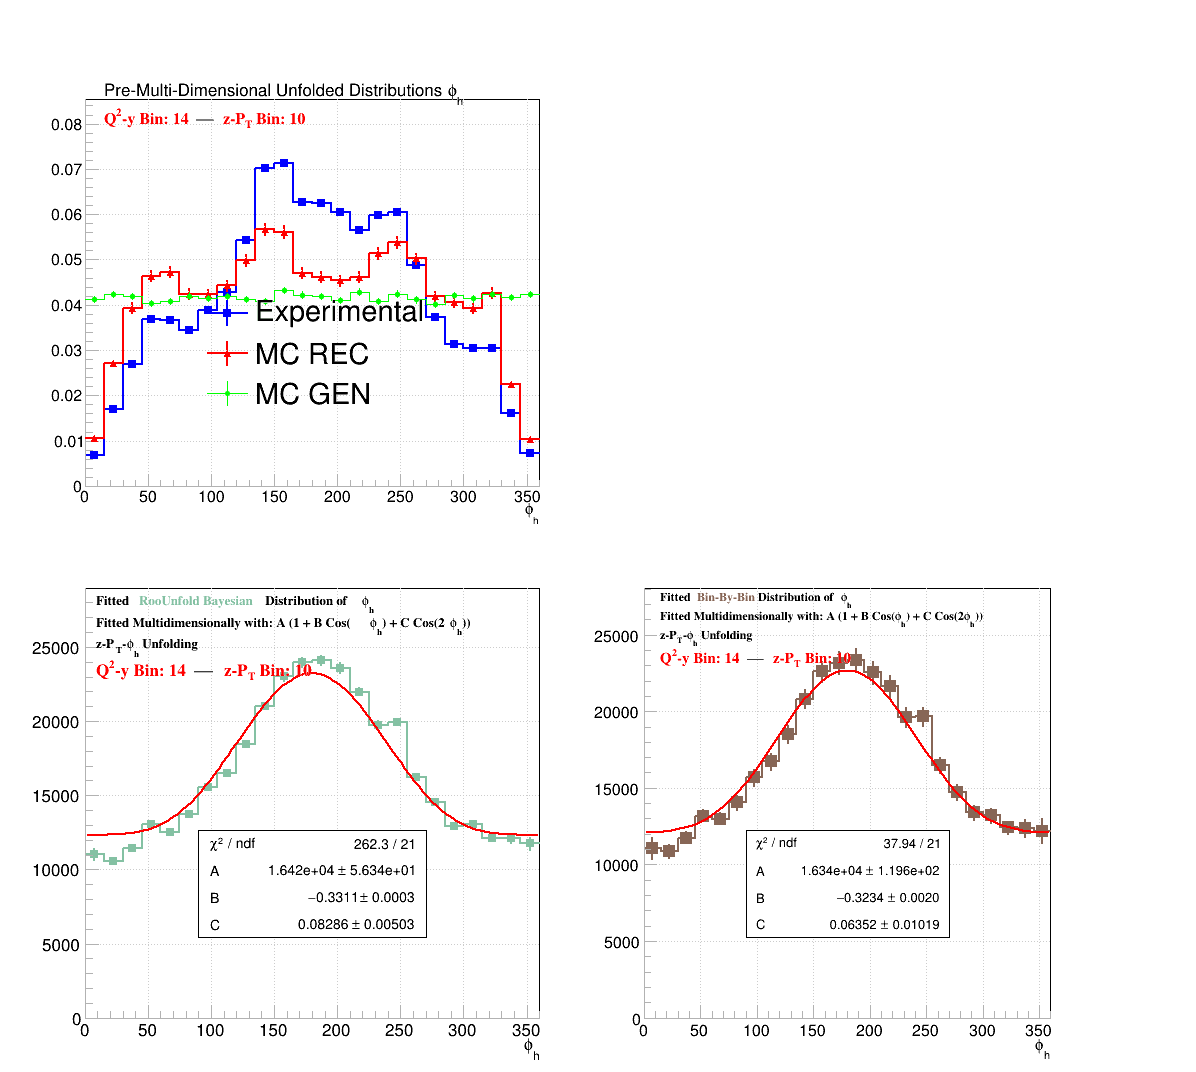 Pre-Multi-Dimensional Unfolded Distributions ϕh
Q²-y Bin: 14 — z-PT Bin: 10
0.08
0.07
0.06
0.05
0.04
0.03
0.02
0.01
0
Experimental
MC REC
MC GEN
0 50 100 150 200 250 300 350
ϕh
Fitted RooUnfold Bayesian Distribution of ϕh
Fitted Multidimensionally with: A (1 + B Cos( ϕh) + C Cos(2 ϕh))
z-PT-ϕh Unfolding
Q²-y Bin: 14 — z-PT Bin: 10
25000
20000
15000
10000
5000
0
χ² / ndf 262.3 / 21
A 1.642e+04 ± 5.634e+01
B −0.3311± 0.0003
C 0.08286 ± 0.00503
0 50 100 150 200 250 300 350
ϕh
Fitted Bin-By-Bin Distribution of ϕh
Fitted Multidimensionally with: A (1 + B Cos(ϕh) + C Cos(2ϕh))
z-PT-ϕh Unfolding
Q²-y Bin: 14 — z-PT Bin: 10
25000
20000
15000
10000
5000
0
χ² / ndf 37.94 / 21
A 1.634e+04 ± 1.196e+02
B −0.3234 ± 0.0020
C 0.06352 ± 0.01019
0 50 100 150 200 250 300 350
ϕh